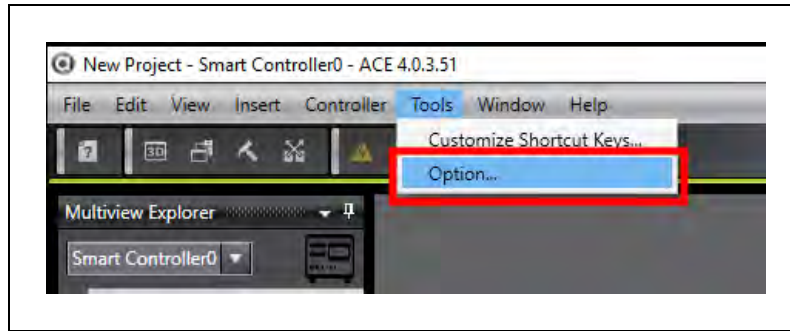 New Project - Smart Controller0 - ACE 4.0.3.51
File Edit View Insert Controller Tools Window Help
3D
Customize Shortcut Keys...
Option...
Multiview Explorer
Smart Controller0